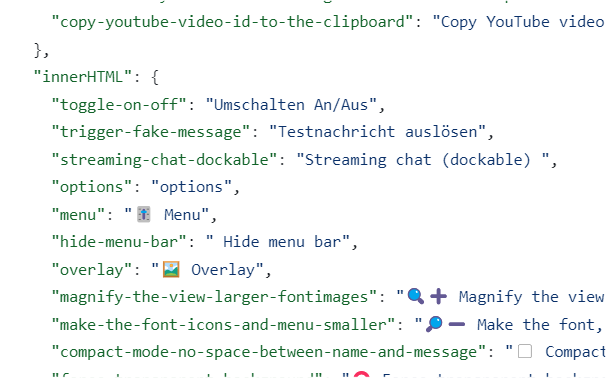 "copy-youtube-video-id-to-the-clipboard": "Copy YouTube video
},
"innerHTML": {
"toggle-on-off": "Umschalten An/Aus",
"trigger-fake-message": "Testnachricht auslösen",
"streaming-chat-dockable": "Streaming chat (dockable) ",
"options": "options",
"menu": "🎚️ Menu",
"hide-menu-bar": " Hide menu bar",
"overlay": "🖼️ Overlay",
"magnify-the-view-larger-fontimages": "🔍➕ Magnify the view
"make-the-font-icons-and-menu-smaller": "🔎➖ Make the font,
"compact-mode-no-space-between-name-and-message": "⬜ Compact